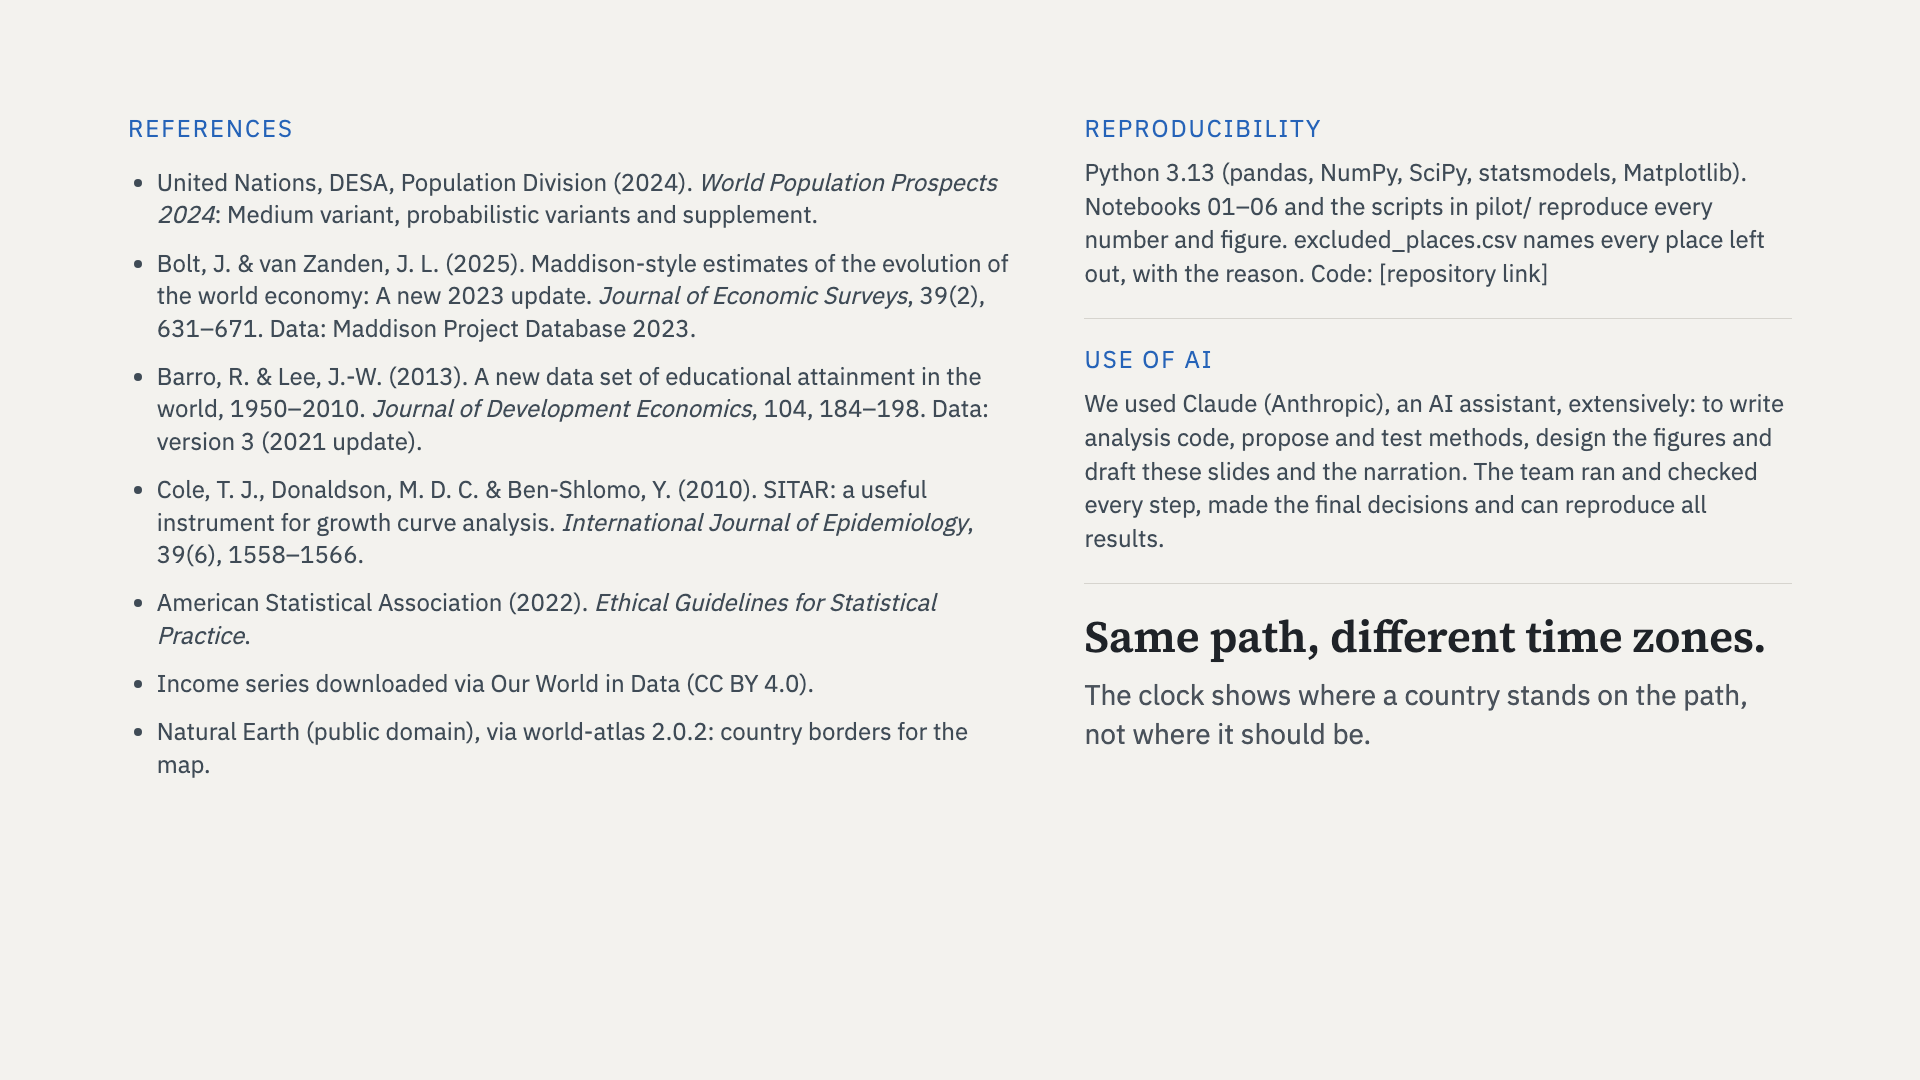 REFERENCES
• United Nations, DESA, Population Division (2024). World Population Prospects
2024: Medium variant, probabilistic variants and supplement.
• Bolt, J. & van Zanden, J. L. (2025). Maddison-style estimates of the evolution of
the world economy: A new 2023 update. Journal of Economic Surveys, 39(2),
631–671. Data: Maddison Project Database 2023.
• Barro, R. & Lee, J.-W. (2013). A new data set of educational attainment in the
world, 1950–2010. Journal of Development Economics, 104, 184–198. Data:
version 3 (2021 update).
• Cole, T. J., Donaldson, M. D. C. & Ben-Shlomo, Y. (2010). SITAR: a useful
instrument for growth curve analysis. International Journal of Epidemiology,
39(6), 1558–1566.
• American Statistical Association (2022). Ethical Guidelines for Statistical
Practice.
• Income series downloaded via Our World in Data (CC BY 4.0).
• Natural Earth (public domain), via world-atlas 2.0.2: country borders for the
map.
REPRODUCIBILITY
Python 3.13 (pandas, NumPy, SciPy, statsmodels, Matplotlib).
Notebooks 01–06 and the scripts in pilot/ reproduce every
number and figure. excluded_places.csv names every place left
out, with the reason. Code: [repository link]
USE OF AI
We used Claude (Anthropic), an AI assistant, extensively: to write
analysis code, propose and test methods, design the figures and
draft these slides and the narration. The team ran and checked
every step, made the final decisions and can reproduce all
results.
Same path, different time zones.
The clock shows where a country stands on the path,
not where it should be.